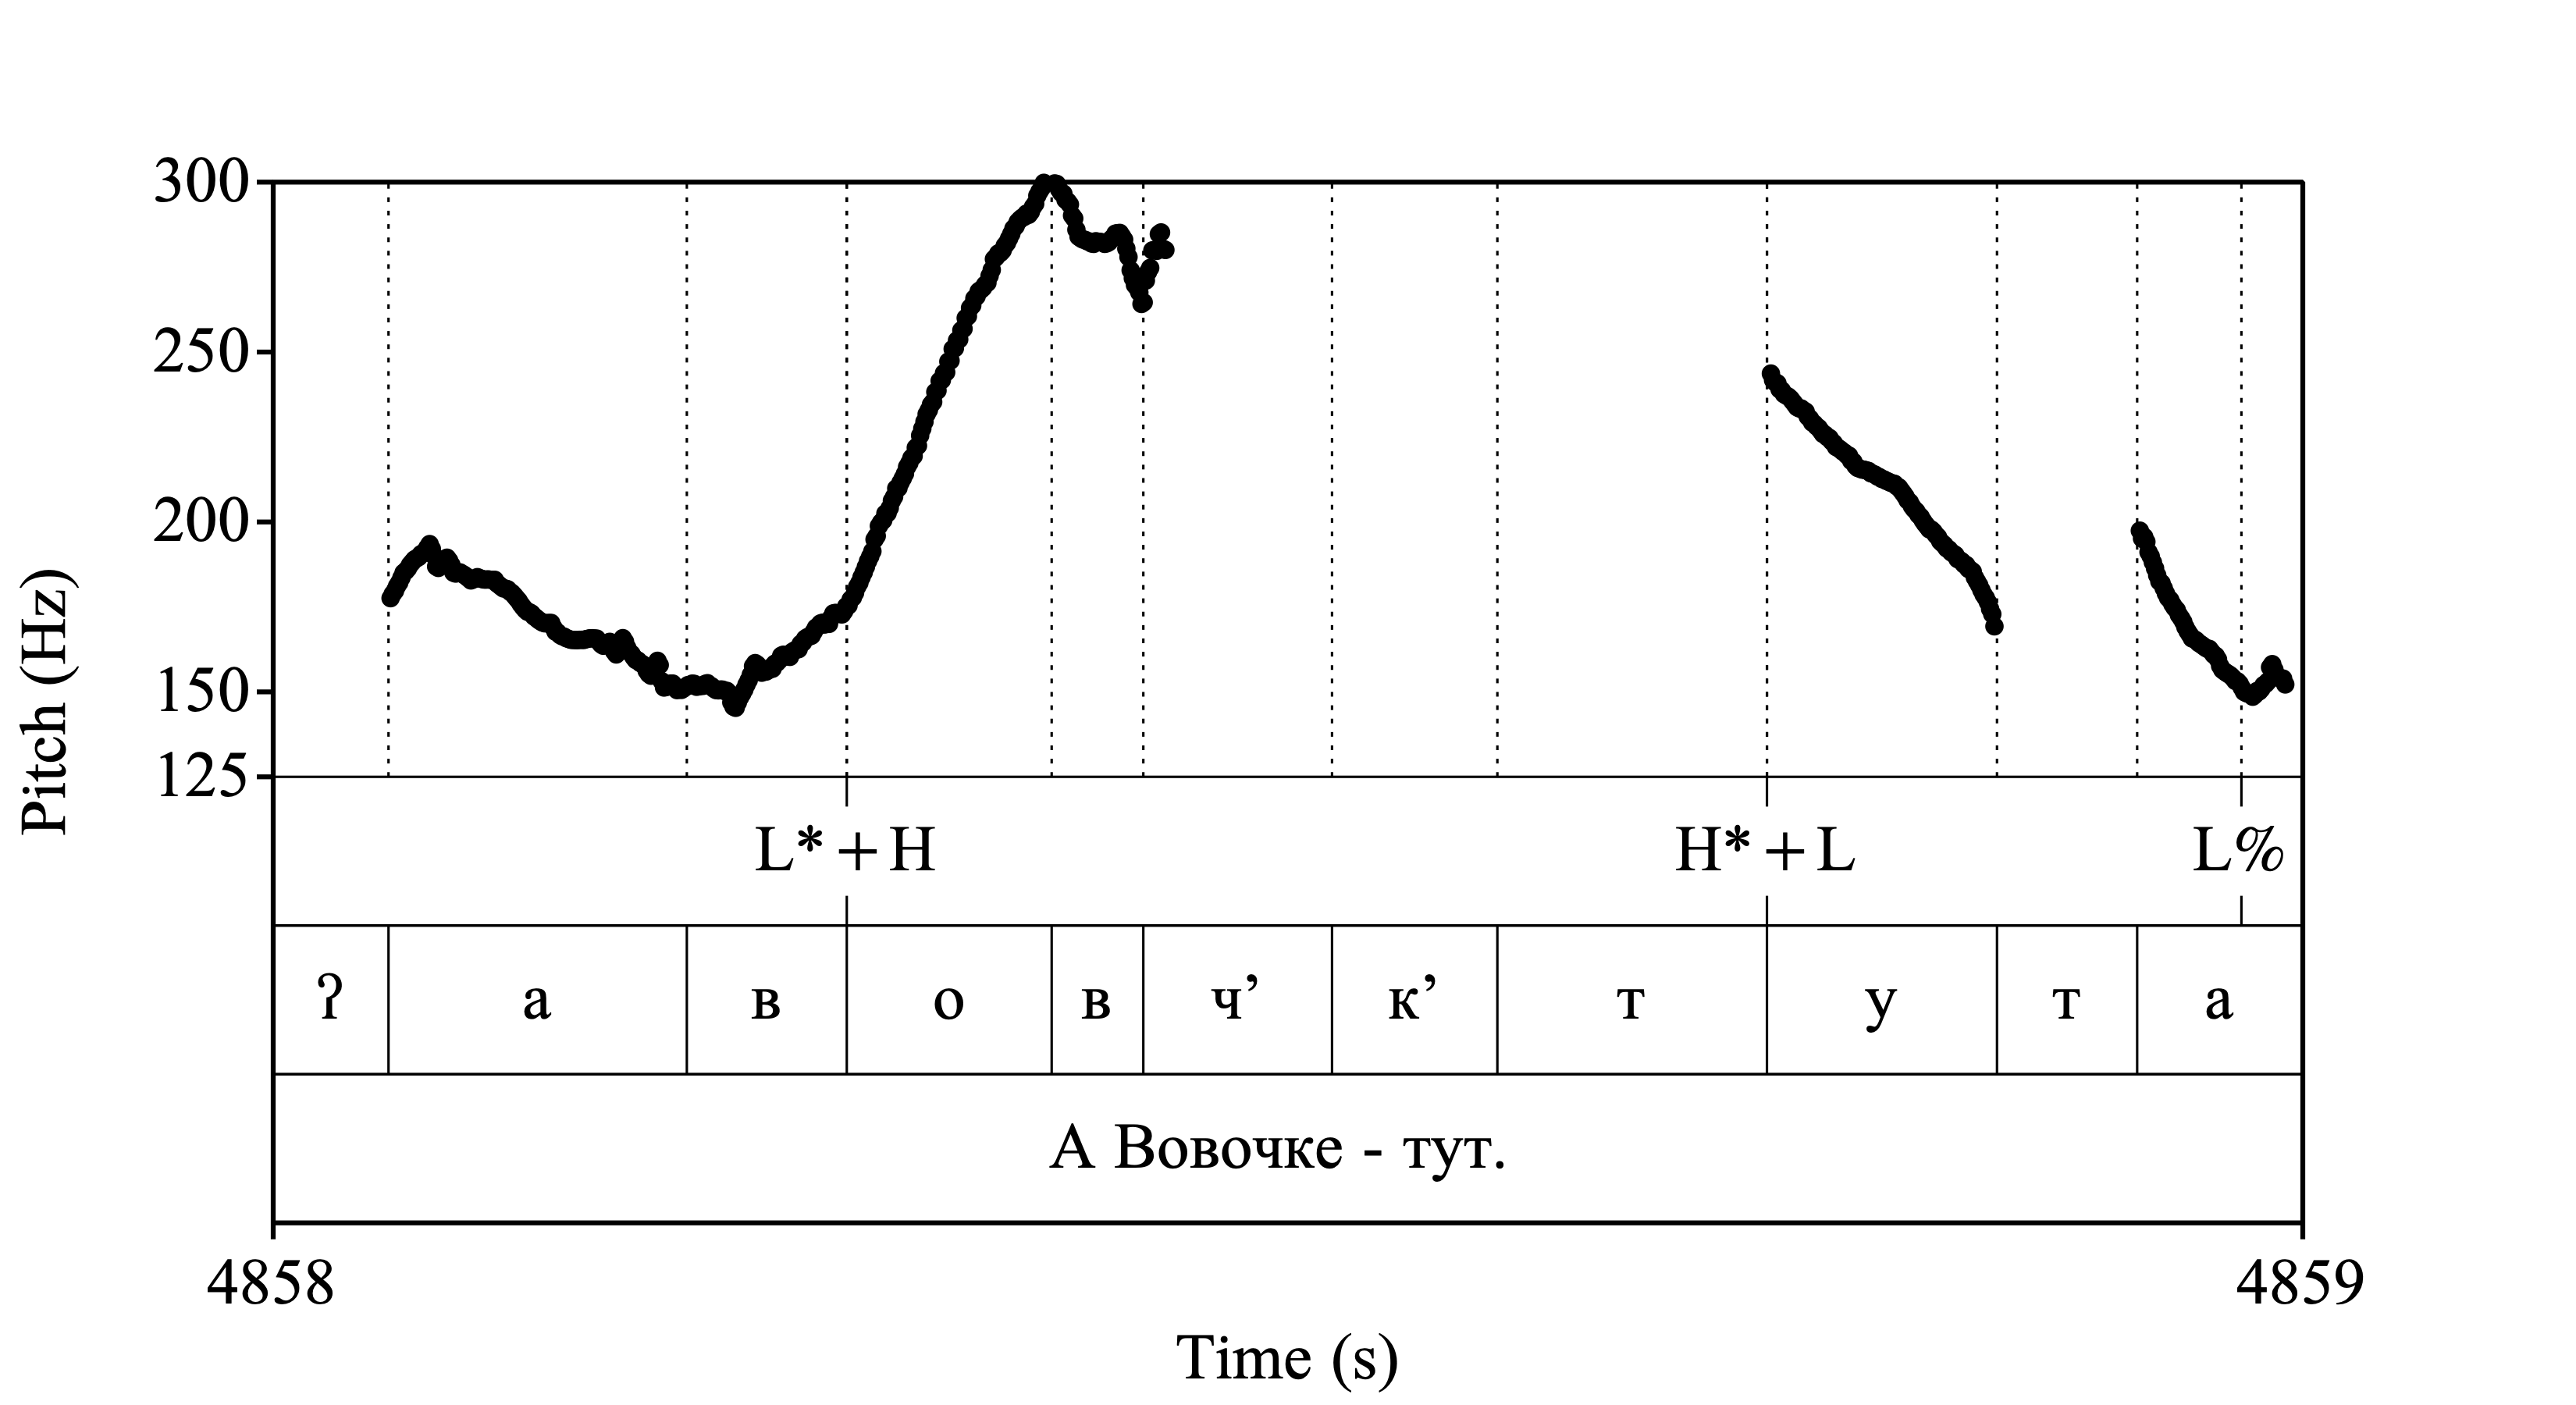 300
250
200
150
125
Pitch (Hz)
L*+H H*+L L%
ʔ а в о в ч’ к’ т у т а
А Вовочке - тут.
4858 4859
Time (s)